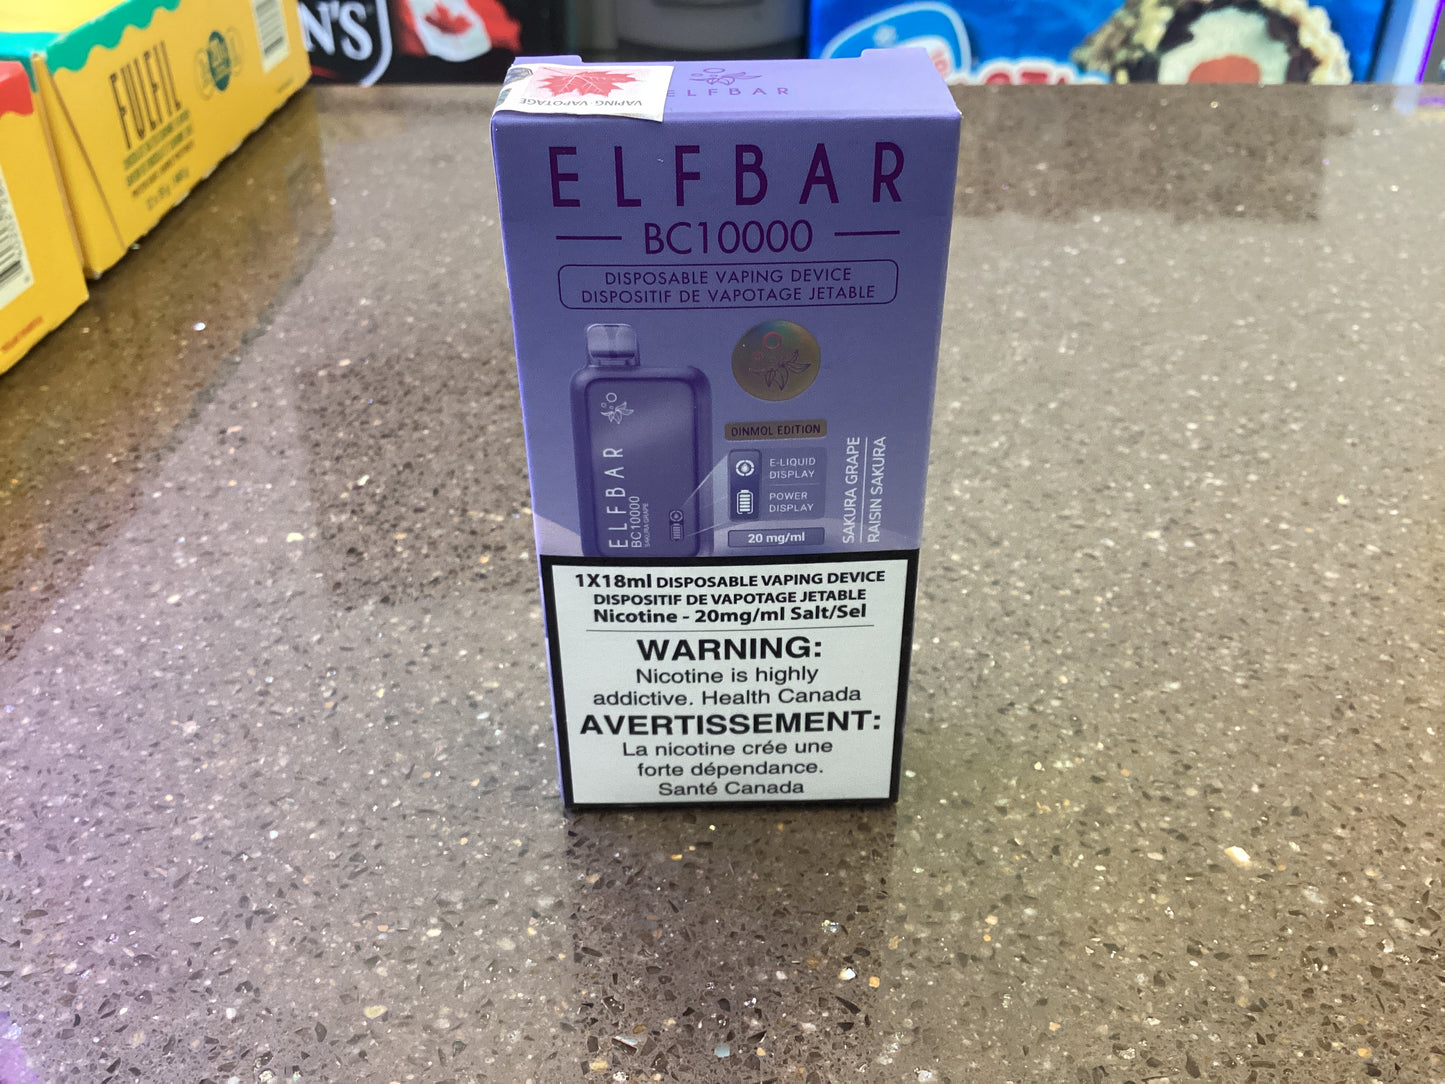 FULFIL
N'S
VAPING·VAPOTAGE
ELFBAR
ELFBAR
BC10000
DISPOSABLE VAPING DEVICE
DISPOSITIF DE VAPOTAGE JETABLE
ELFBAR
BC10000
SAKURA GRAPE
DINMOL EDITION
E-LIQUID
DISPLAY
POWER
DISPLAY
20 mg/ml
SAKURA GRAPE
RAISIN SAKURA
1X18ml DISPOSABLE VAPING DEVICE
DISPOSITIF DE VAPOTAGE JETABLE
Nicotine - 20mg/ml Salt/Sel
WARNING:
Nicotine is highly
addictive. Health Canada
AVERTISSEMENT:
La nicotine crée une
forte dépendance.
Santé Canada